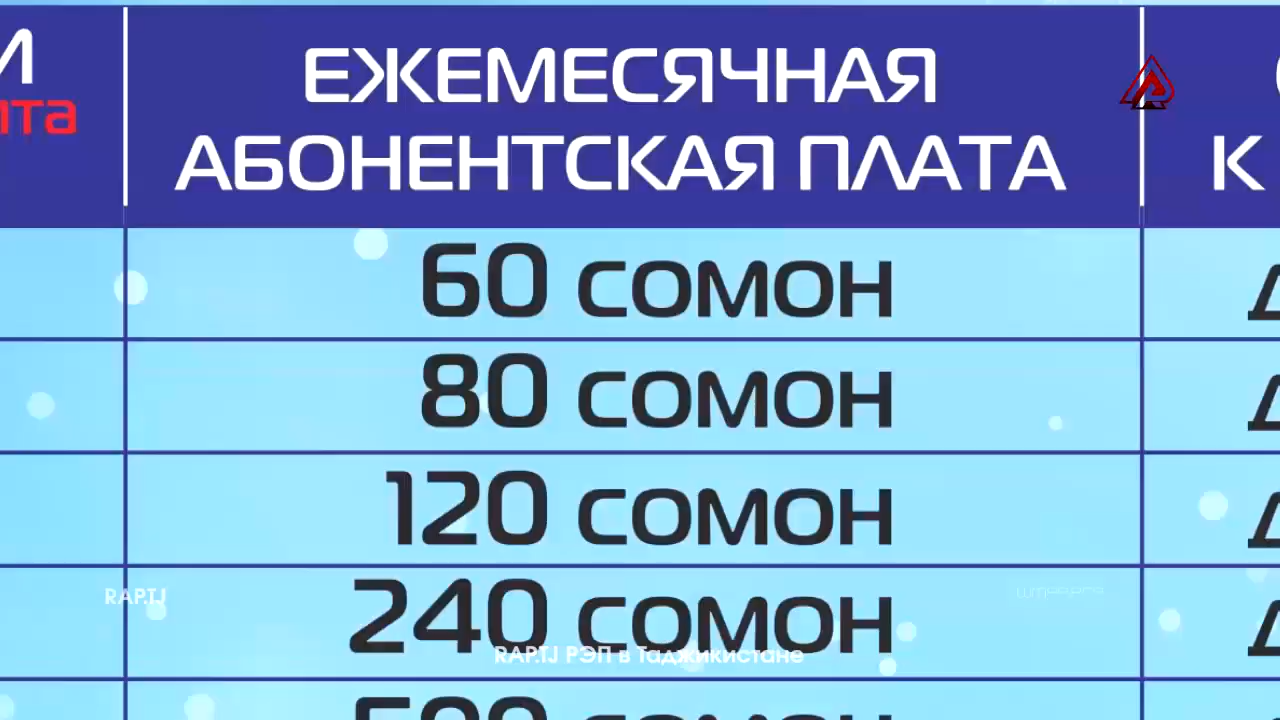 ЕЖЕМЕСЯЧНАЯ
АБОНЕНТСКАЯ ПЛАТА
К
60 СОМОН
80 СОМОН
120 СОМОН
240 СОМОН
RAP.TJ
RAP.TJ РЭП в Таджикистане